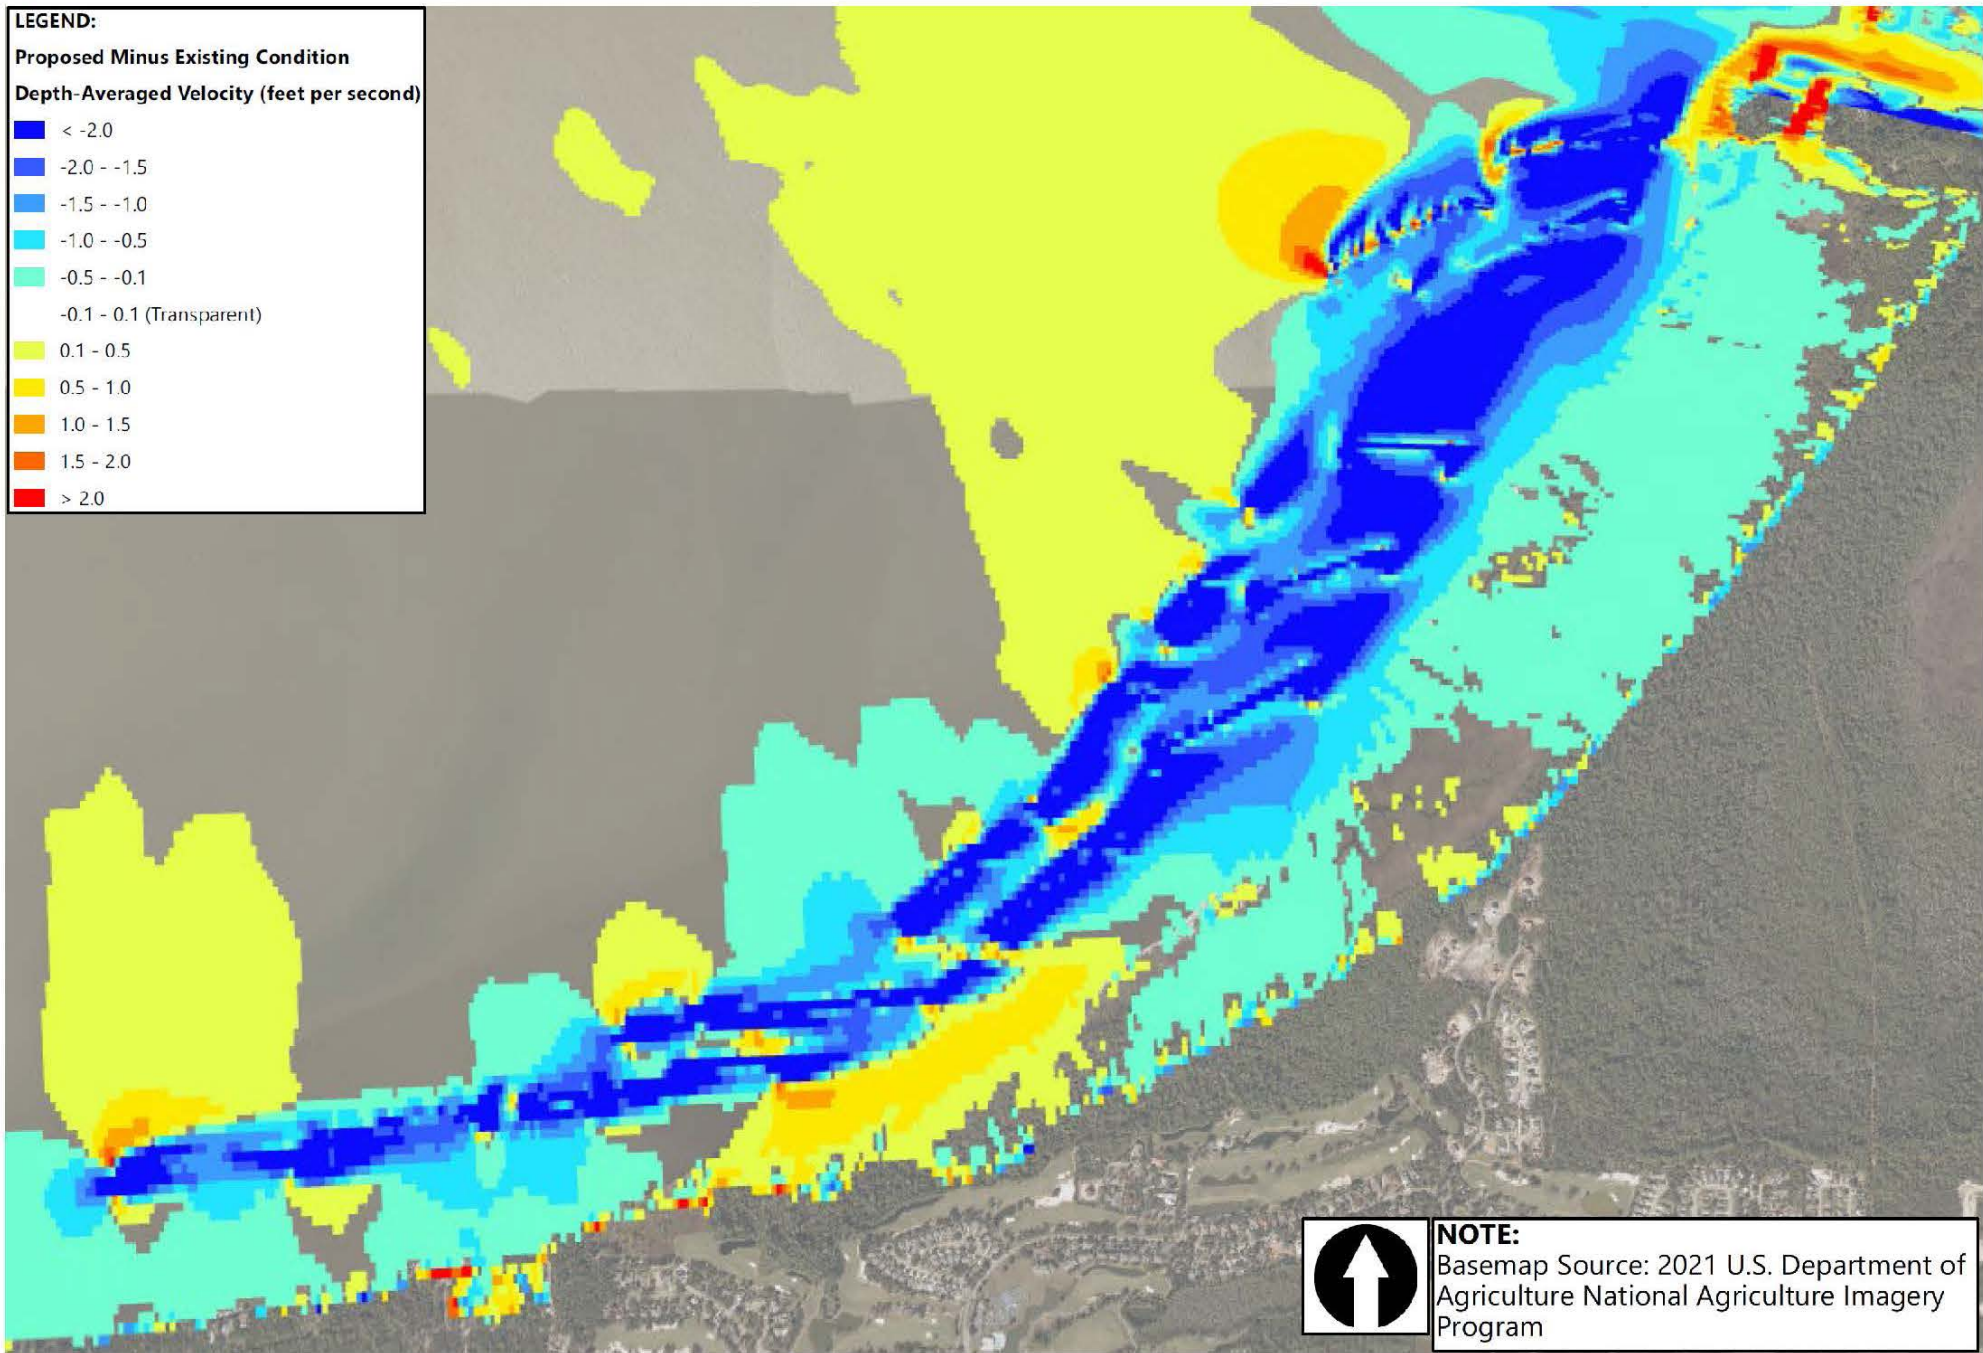 LEGEND:
Proposed Minus Existing Condition
Depth-Averaged Velocity (feet per second)
< -2.0
-2.0 - -1.5
-1.5 - -1.0
-1.0 - -0.5
-0.5 - -0.1
-0.1 - 0.1 (Transparent)
0.1 - 0.5
0.5 - 1.0
1.0 - 1.5
1.5 - 2.0
> 2.0
NOTE:
Basemap Source: 2021 U.S. Department of
Agriculture National Agriculture Imagery
Program